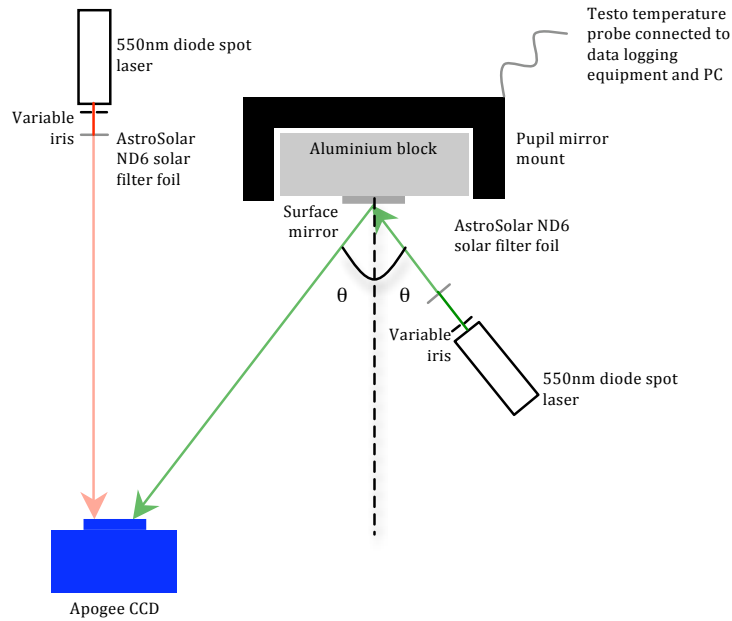 550nm diode spot
laser
Variable
iris
AstroSolar
ND6 solar
filter foil
Testo temperature
probe connected to
data logging
equipment and PC
Aluminium block
Pupil mirror
mount
Surface
mirror
AstroSolar ND6
solar filter foil
θ
θ
Variable
iris
550nm diode spot
laser
Apogee CCD